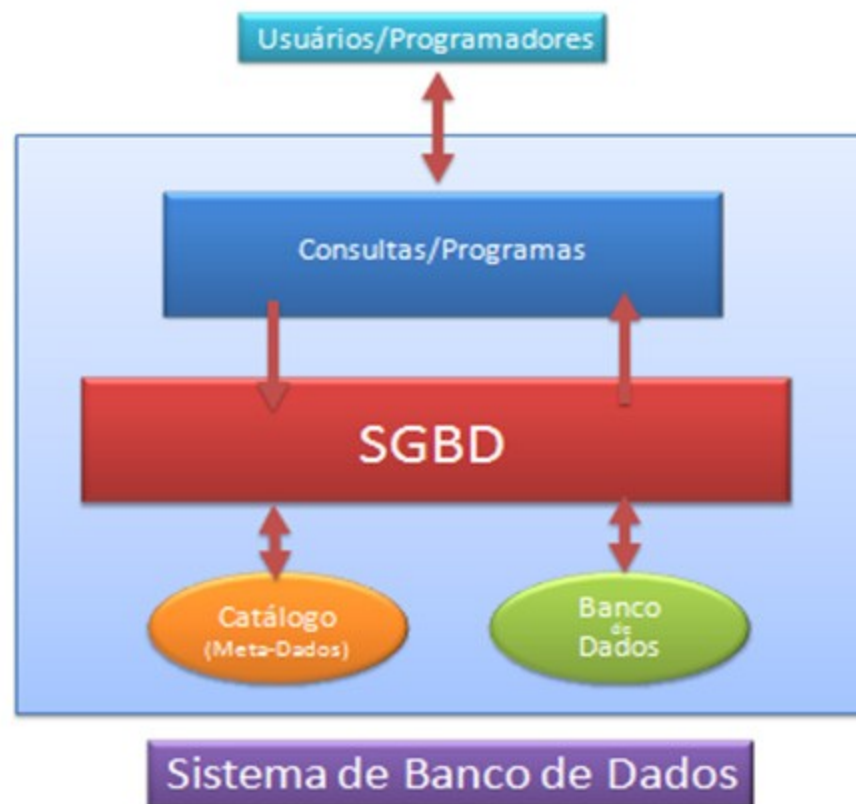 Usuários/Programadores
Consultas/Programas
SGBD
Catálogo
(Meta-Dados)
Banco
de
Dados
Sistema de Banco de Dados